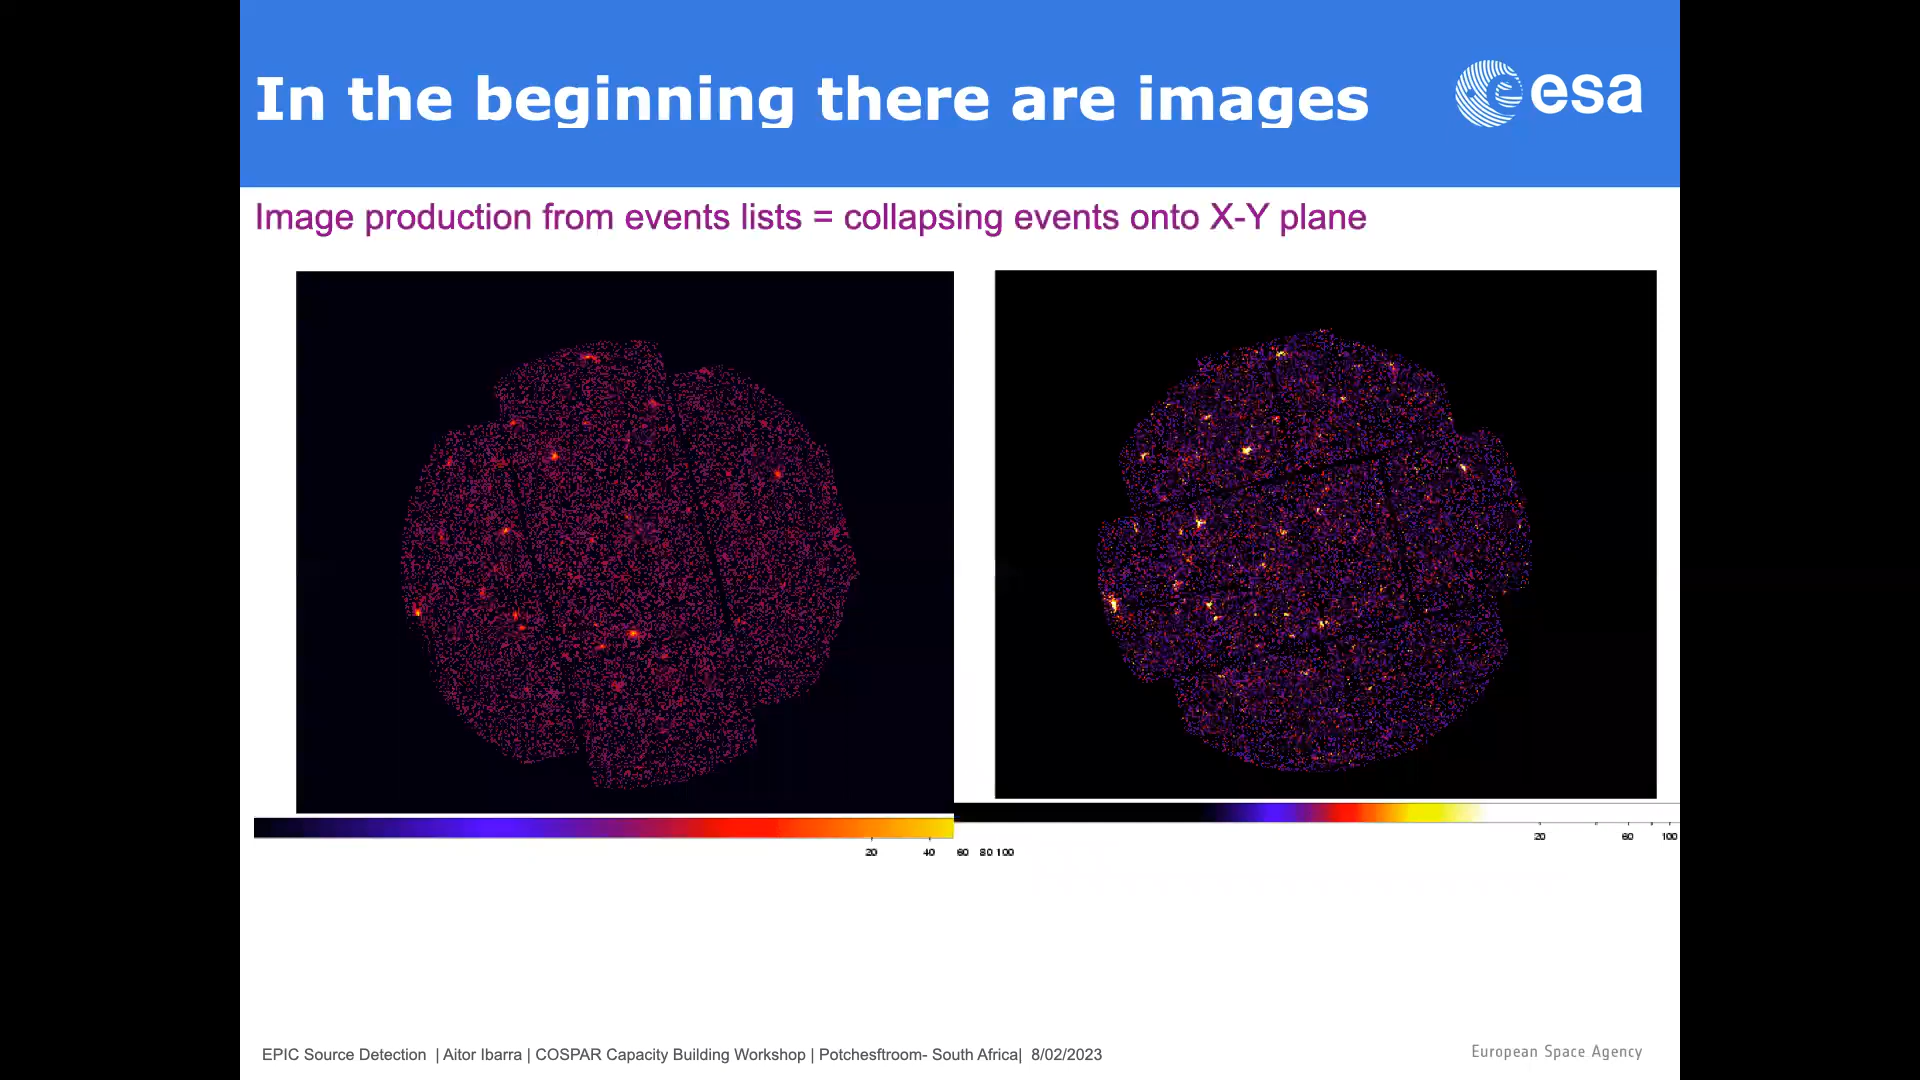 In the beginning there are images
esa
Image production from events lists = collapsing events onto X-Y plane
20 40 60 80 100
20 60 100
EPIC Source Detection | Aitor Ibarra | COSPAR Capacity Building Workshop | Potchesftroom- South Africa| 8/02/2023
European Space Agency